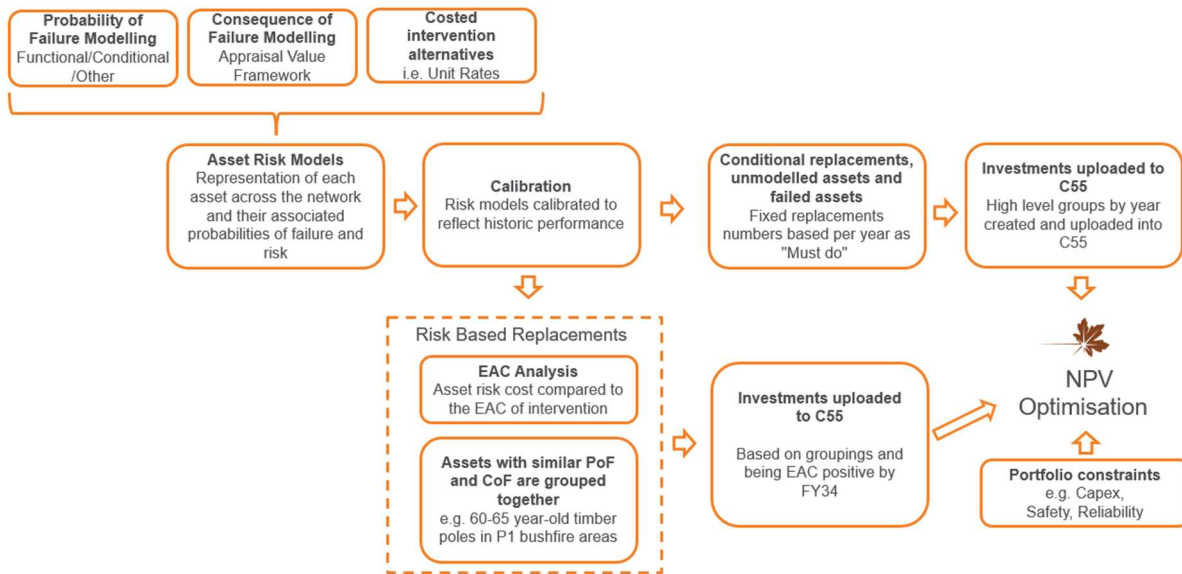 Probability of
Failure Modelling
Functional/Conditional
/Other
Consequence of
Failure Modelling
Appraisal Value
Framework
Costed
intervention
alternatives
i.e. Unit Rates
Asset Risk Models
Representation of each
asset across the network
and their associated
probabilities of failure and
risk
Calibration
Risk models calibrated to
reflect historic performance
Conditional replacements,
unmodelled assets and
failed assets
Fixed replacements
numbers based per year as
"Must do"
Investments uploaded to
C55
High level groups by year
created and uploaded into
C55
Risk Based Replacements
EAC Analysis
Asset risk cost compared to
the EAC of intervention
Assets with similar PoF
and CoF are grouped
together
e.g. 60-65 year-old timber
poles in P1 bushfire areas
Investments uploaded
to C55
Based on groupings and
being EAC positive by
FY34
NPV
Optimisation
Portfolio constraints
e.g. Capex,
Safety, Reliability